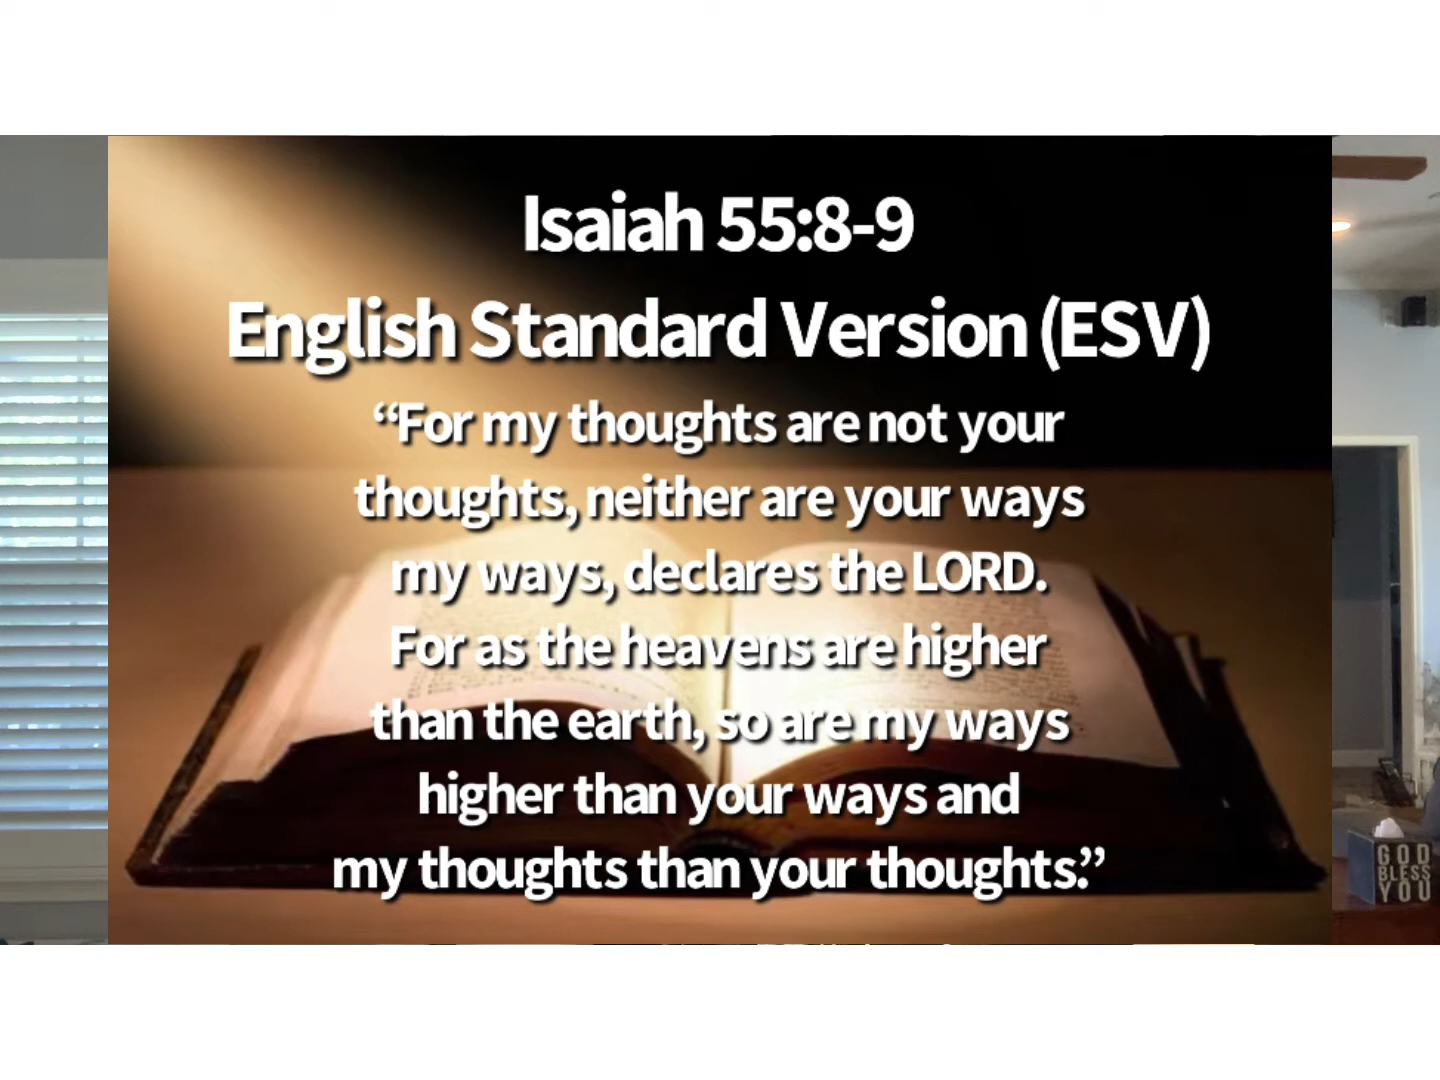 Isaiah 55:8-9
English Standard Version (ESV)
“For my thoughts are not your
thoughts, neither are your ways
my ways, declares the LORD.
For as the heavens are higher
than the earth, so are my ways
higher than your ways and
my thoughts than your thoughts.”
GOD
BLESS
YOU